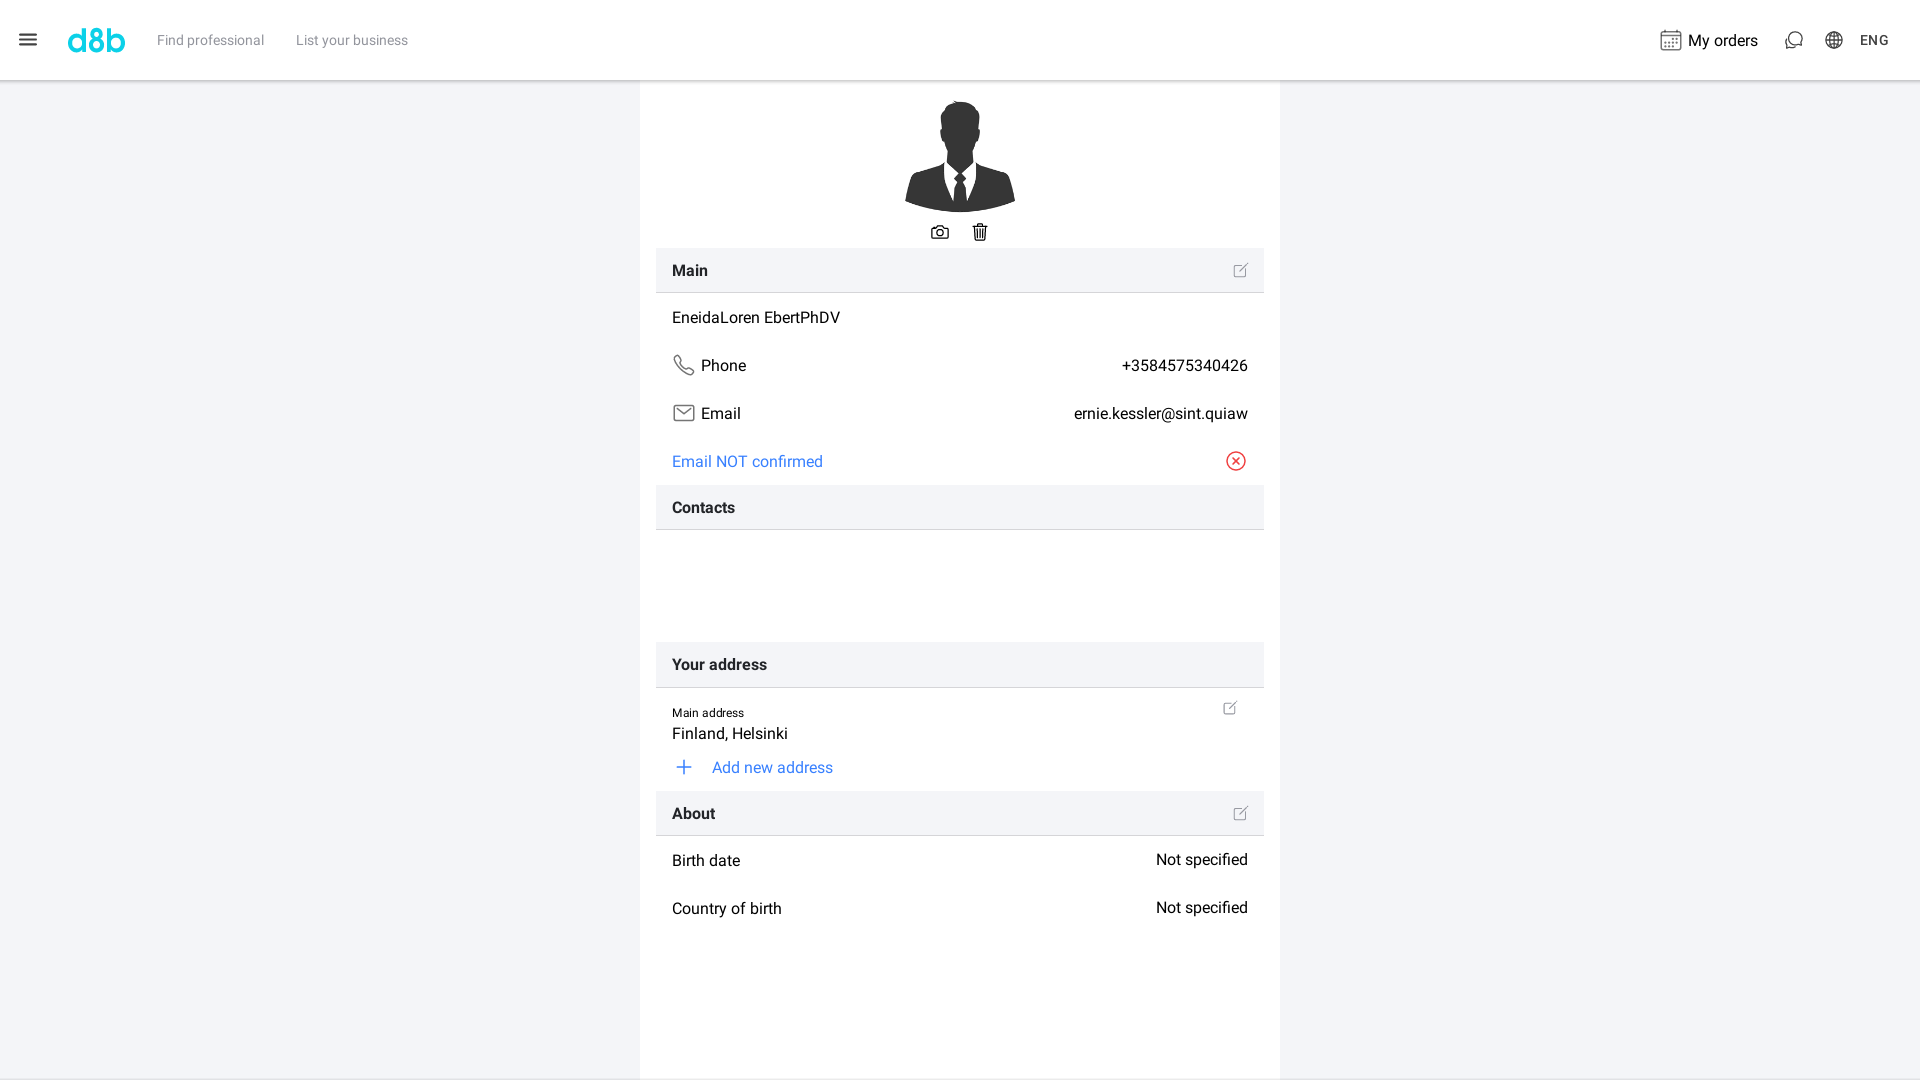 d8b
Find professional
List your business
My orders
ENG
Main
EneidaLoren EbertPhDV
Phone
+3584575340426
Email
ernie.kessler@sint.quiaw
Email NOT confirmed
Contacts
Your address
Main address
Finland, Helsinki
Add new address
About
Birth date
Not specified
Country of birth
Not specified